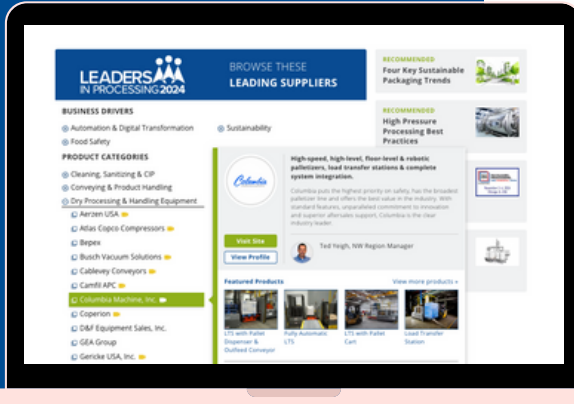 LEADERS
IN PROCESSING 2024
BROWSE THESE
LEADING SUPPLIERS
BUSINESS DRIVERS
Automation & Digital Transformation
Sustainability
Food Safety
PRODUCT CATEGORIES
Cleaning, Sanitizing & CIP
Conveying & Product Handling
Dry Processing & Handling Equipment
Aerzen USA
Atlas Copco Compressors
Bepex
Busch Vacuum Solutions
Cablevey Conveyors
Camfil APC
Columbia Machine, Inc.
Coperion
D&F Equipment Sales, Inc.
GEA Group
Gericke USA, Inc.
Columbia
Visit Site
View Profile
High-speed, high-level, floor-level & robotic
palletizers, load transfer stations & complete
system integration.
Columbia puts the highest priority on safety, has the broadest
palletizer line and offers the best value in the industry. With
standard features, unparalleled commitment to innovation
and superior aftersales support, Columbia is the clear
industry leader.
Ted Yeigh, NW Region Manager
Featured Products
View more products »
LTS with Pallet
Dispenser &
Outfeed Conveyor
Fully Automatic
LTS
LTS with Pallet
Cart
Load Transfer
Station
RECOMMENDED
Four Key Sustainable
Packaging Trends
RECOMMENDED
High Pressure
Processing Best
Practices